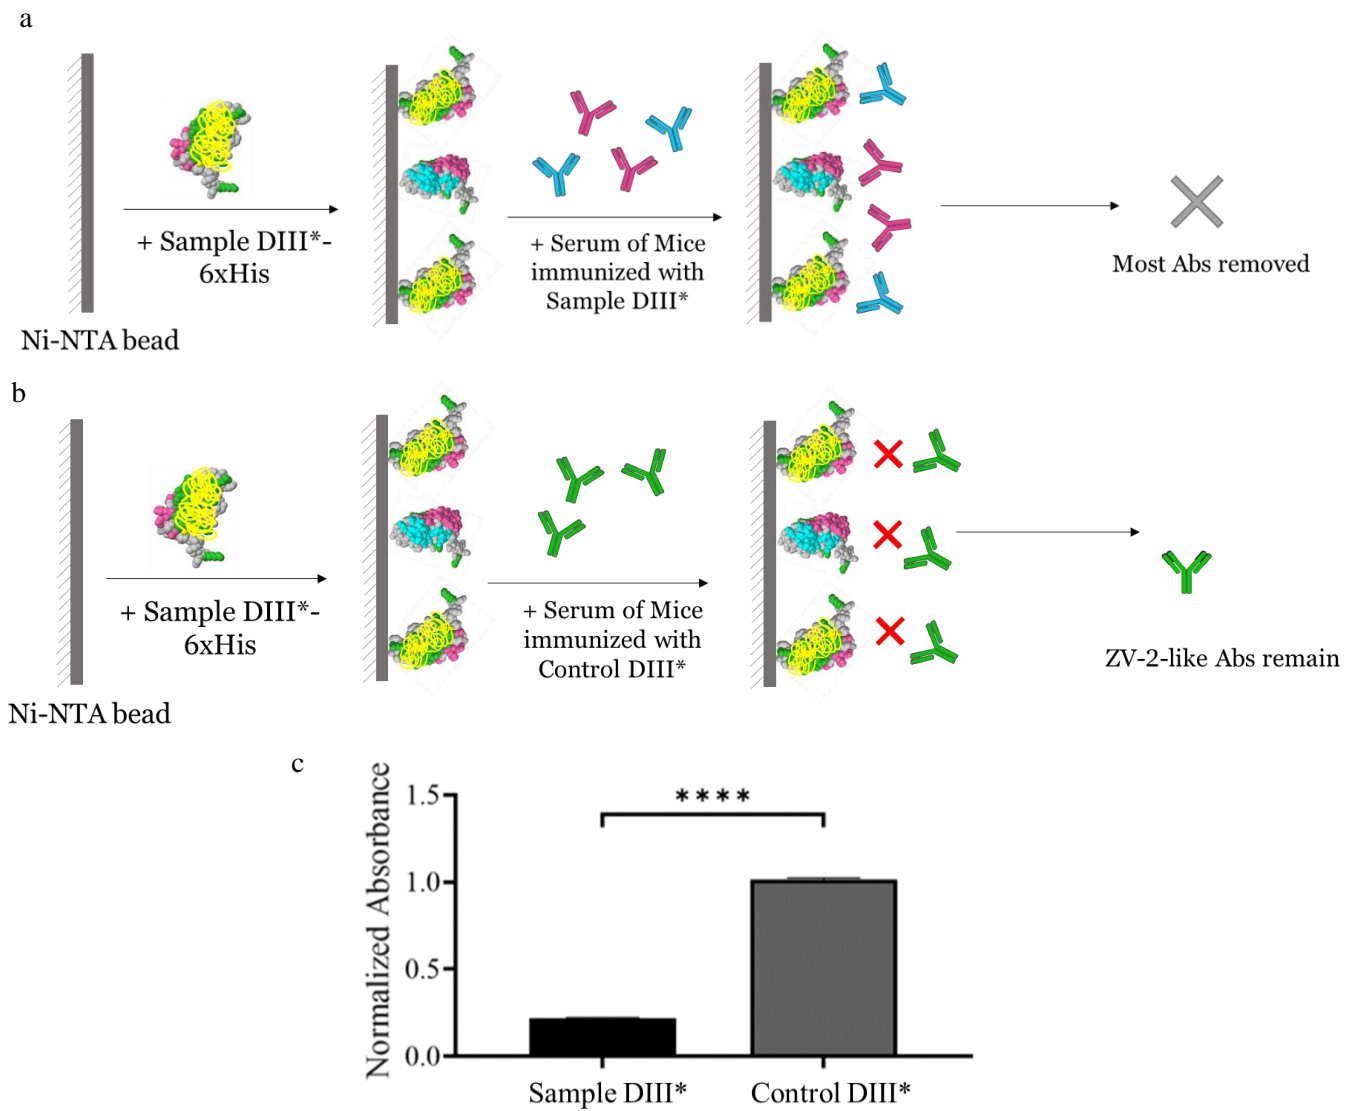 a
+ Sample DIII*-
6xHis
Ni-NTA bead
+ Serum of Mice
immunized with
Sample DIII*
Most Abs removed
b
+ Sample DIII*-
6xHis
Ni-NTA bead
+ Serum of Mice
immunized with
Control DIII*
ZV-2-like Abs remain
c
Normalized Absorbance
1.5
1.0
0.5
0.0
****
Sample DIII*
Control DIII*